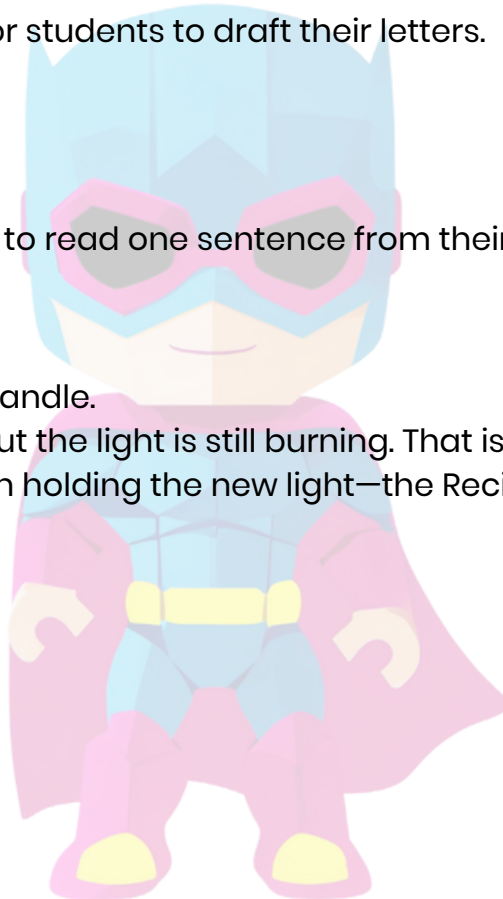 or students to draft their letters.
to read one sentence from their
andle.
ut the light is still burning. That is
n holding the new light—the Reci